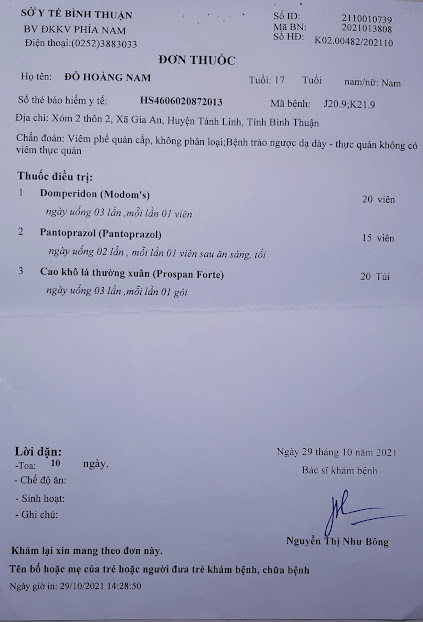 SỞ Y TẾ BÌNH THUẬN
BV ĐKKV PHÍA NAM
Điện thoại:(0252)3883033
Số ID: 2110010739
Mã BN: 2021013808
Số HĐ: K02.00482/202110
ĐƠN THUỐC
Họ tên: ĐỖ HOÀNG NAM Tuổi: 17 Tuổi nam/nữ: Nam
Số thẻ bảo hiểm y tế: HS4606020872013 Mã bệnh: J20.9;K21.9
Địa chỉ: Xóm 2 thôn 2, Xã Gia An, Huyện Tánh Linh, Tỉnh Bình Thuận
Chẩn đoán: Viêm phế quản cấp, không phân loại;Bệnh trào ngược dạ dày - thực quản không có
viêm thực quản
Thuốc điều trị:
1 Domperidon (Modom's) 20 viên
ngày uống 03 lần ,mỗi lần 01 viên
2 Pantoprazol (Pantoprazol) 15 viên
ngày uống 02 lần , mỗi lần 01 viên sau ăn sáng, tối
3 Cao khô lá thường xuân (Prospan Forte) 20 Túi
ngày uống 03 lần ,mỗi lần 01 gói
Lời dặn:
-Toa: 10 ngày.
- Chế độ ăn:
- Sinh hoạt:
- Ghi chú:
Ngày 29 tháng 10 năm 2021
Bác sĩ khám bệnh
Nguyễn Thị Như Bông
Khám lại xin mang theo đơn này.
Tên bố hoặc mẹ của trẻ hoặc người đưa trẻ khám bệnh, chữa bệnh
Ngày giờ in: 29/10/2021 14:28:50